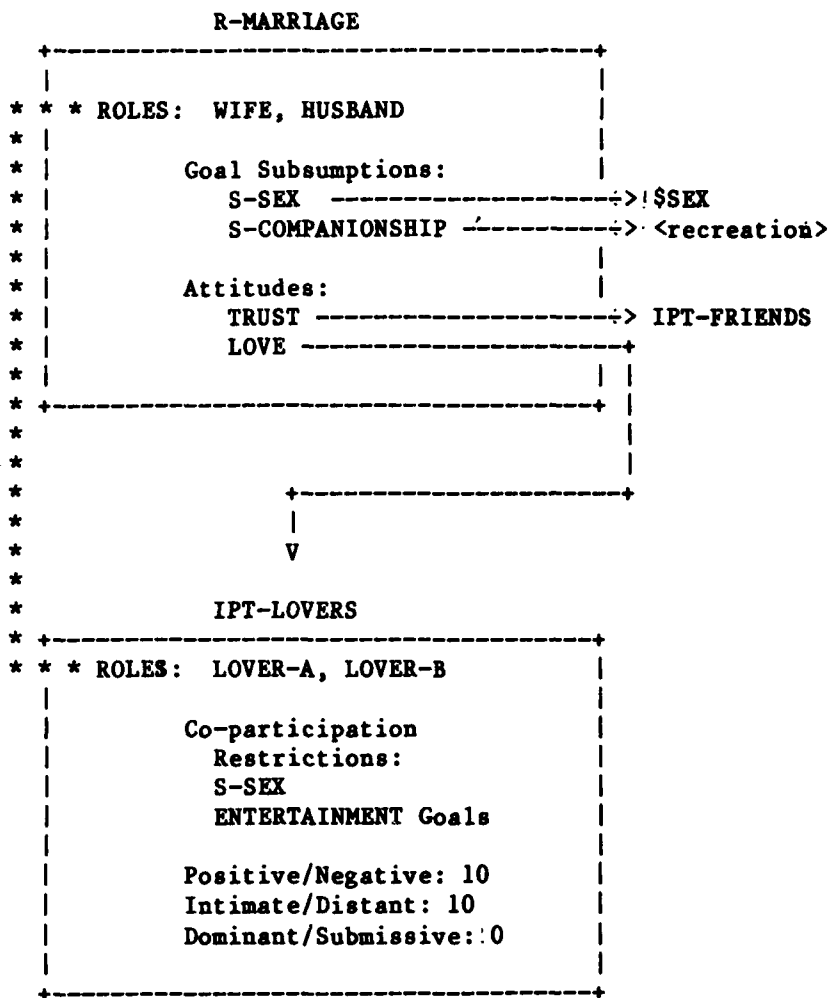 R-MARRIAGE
ROLES: WIFE, HUSBAND
Goal Subsumptions:
S-SEX ----------------------> $SEX
S-COMPANIONSHIP ----------> <recreation>
Attitudes:
TRUST ---------------------> IPT-FRIENDS
LOVE
IPT-LOVERS
ROLES: LOVER-A, LOVER-B
Co-participation
Restrictions:
S-SEX
ENTERTAINMENT Goals
Positive/Negative: 10
Intimate/Distant: 10
Dominant/Submissive: 0